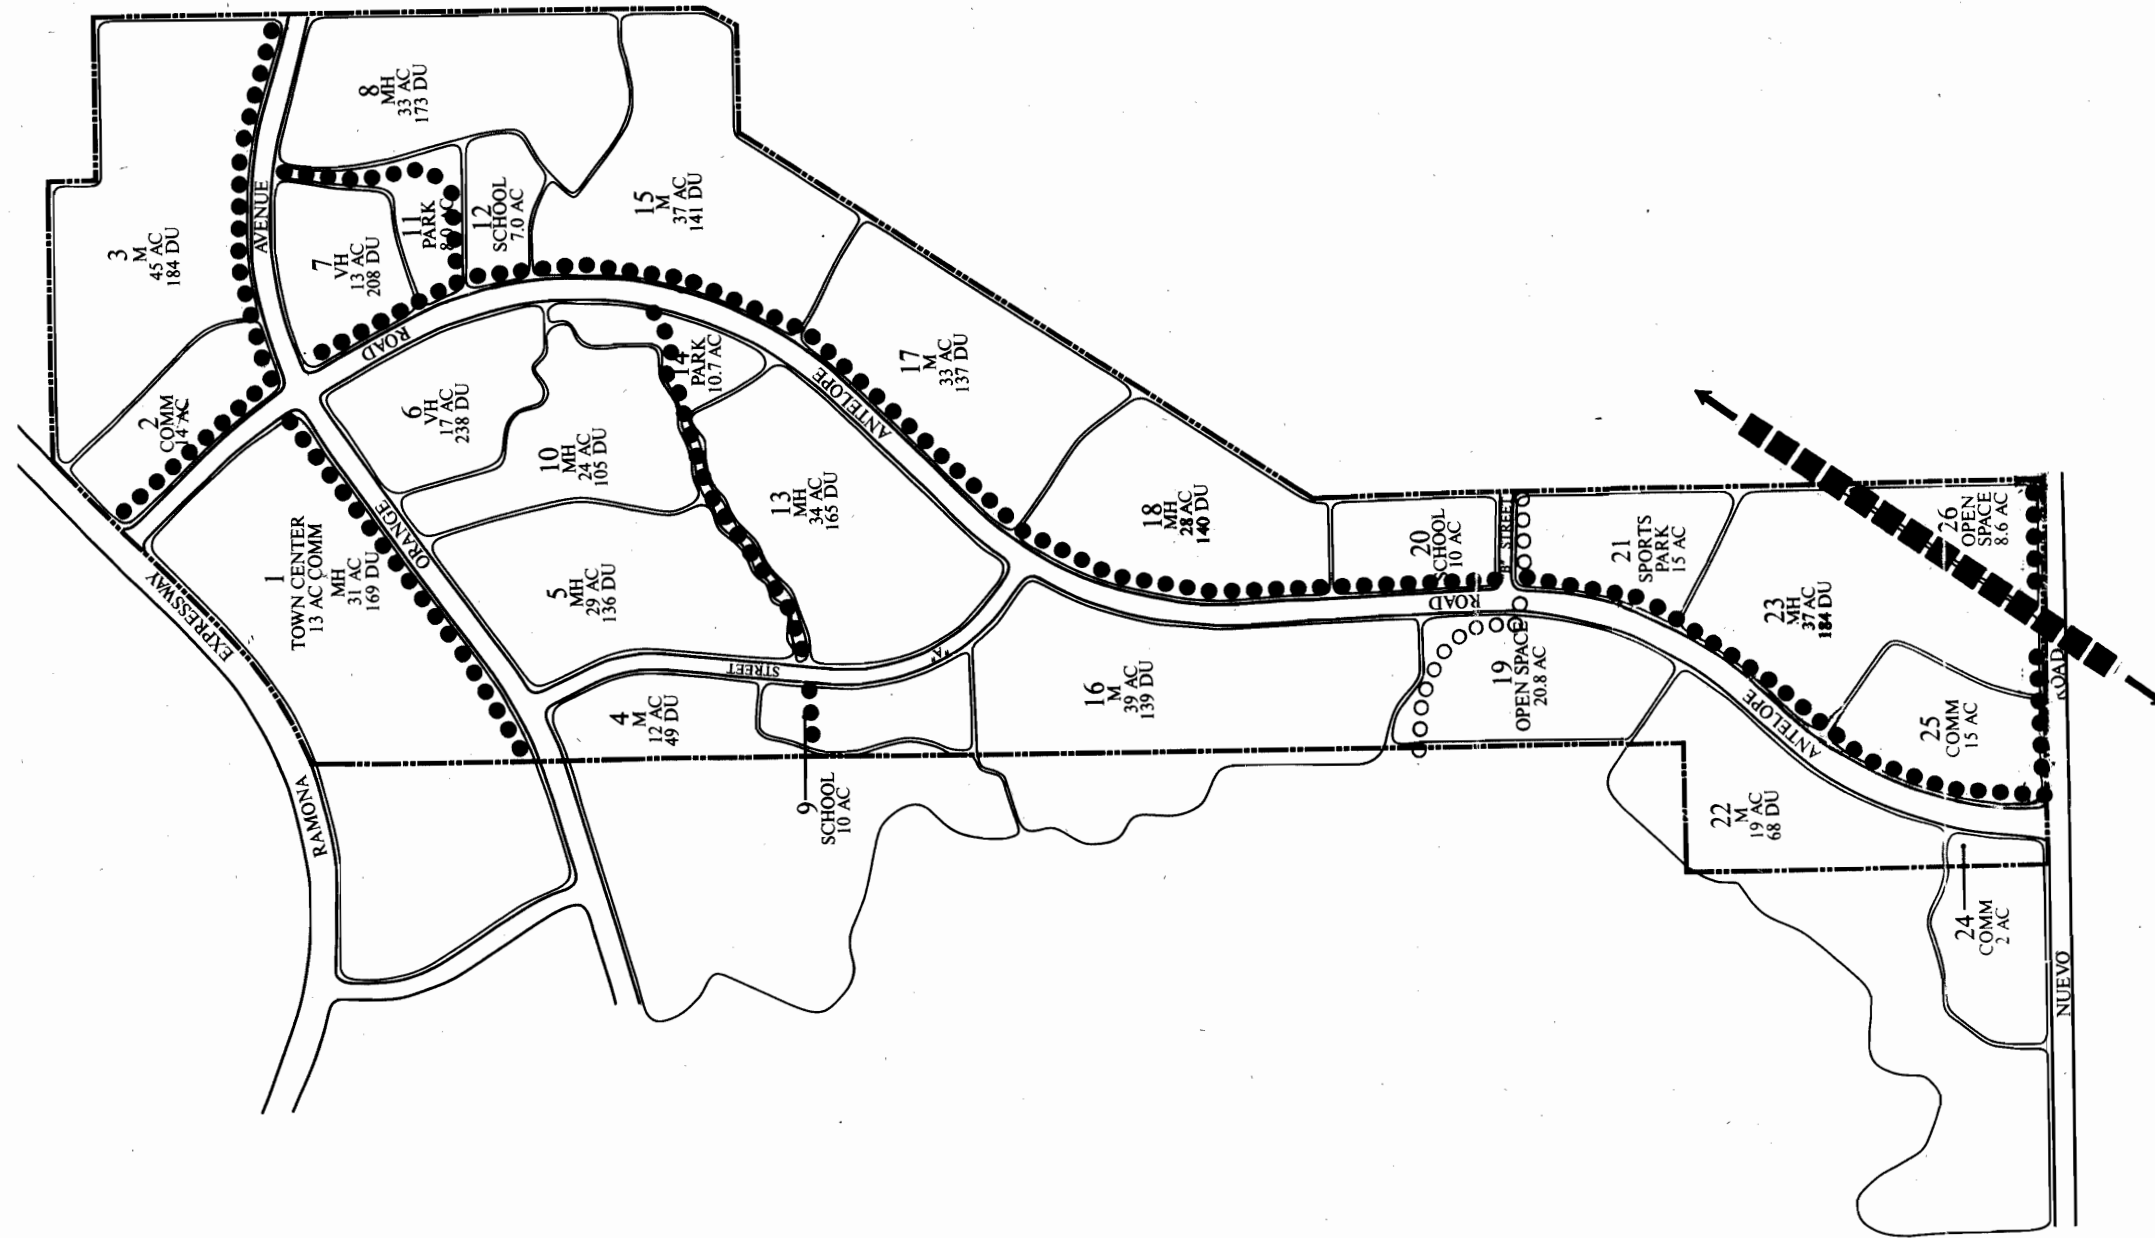 1
TOWN CENTER
13 AC COMM
MH
31 AC
169 DU
2
COMM
14 AC
3
M
45 AC
184 DU
4
M
12 AC
49 DU
5
MH
29 AC
136 DU
6
VH
17 AC
238 DU
7
VH
13 AC
208 DU
8
MH
33 AC
173 DU
9
SCHOOL
10 AC
10
MH
24 AC
105 DU
11
PARK
8.0 AC
12
SCHOOL
7.0 AC
13
MH
34 AC
165 DU
14
PARK
10.7 AC
15
M
37 AC
141 DU
16
M
39 AC
139 DU
17
M
33 AC
137 DU
18
MH
28 AC
140 DU
19
OPEN SPACE
20.8 AC
20
SCHOOL
10 AC
21
SPORTS
PARK
15 AC
22
M
19 AC
68 DU
23
MH
37 AC
184 DU
24
COMM
2 AC
25
COMM
15 AC
26
OPEN
SPACE
8.6 AC
RAMONA EXPRESSWAY
ORANGE AVENUE
ANTELOPE ROAD
"A" STREET
"B" STREET
ANTELOPE ROAD
NUEVO ROAD